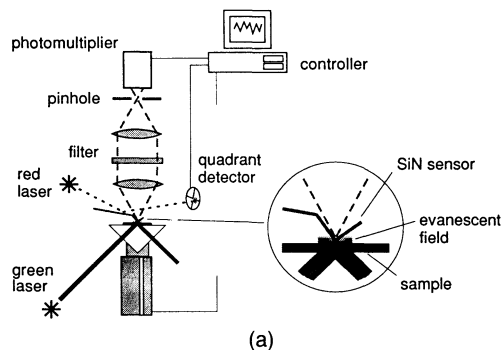 photomultiplier
controller
pinhole
filter
quadrant
detector
red
laser
SiN sensor
evanescent
field
green
laser
sample
(a)